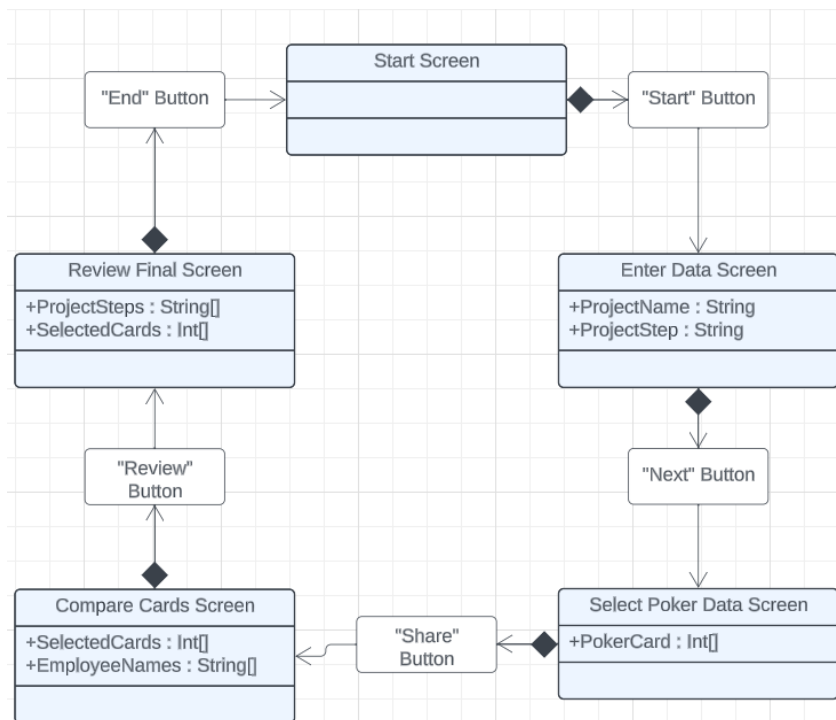 Start Screen
"End" Button
"Start" Button
Review Final Screen
+ProjectSteps : String[]
+SelectedCards : Int[]
Enter Data Screen
+ProjectName : String
+ProjectStep : String
"Review"
Button
"Next" Button
Compare Cards Screen
+SelectedCards : Int[]
+EmployeeNames : String[]
"Share"
Button
Select Poker Data Screen
+PokerCard : Int[]